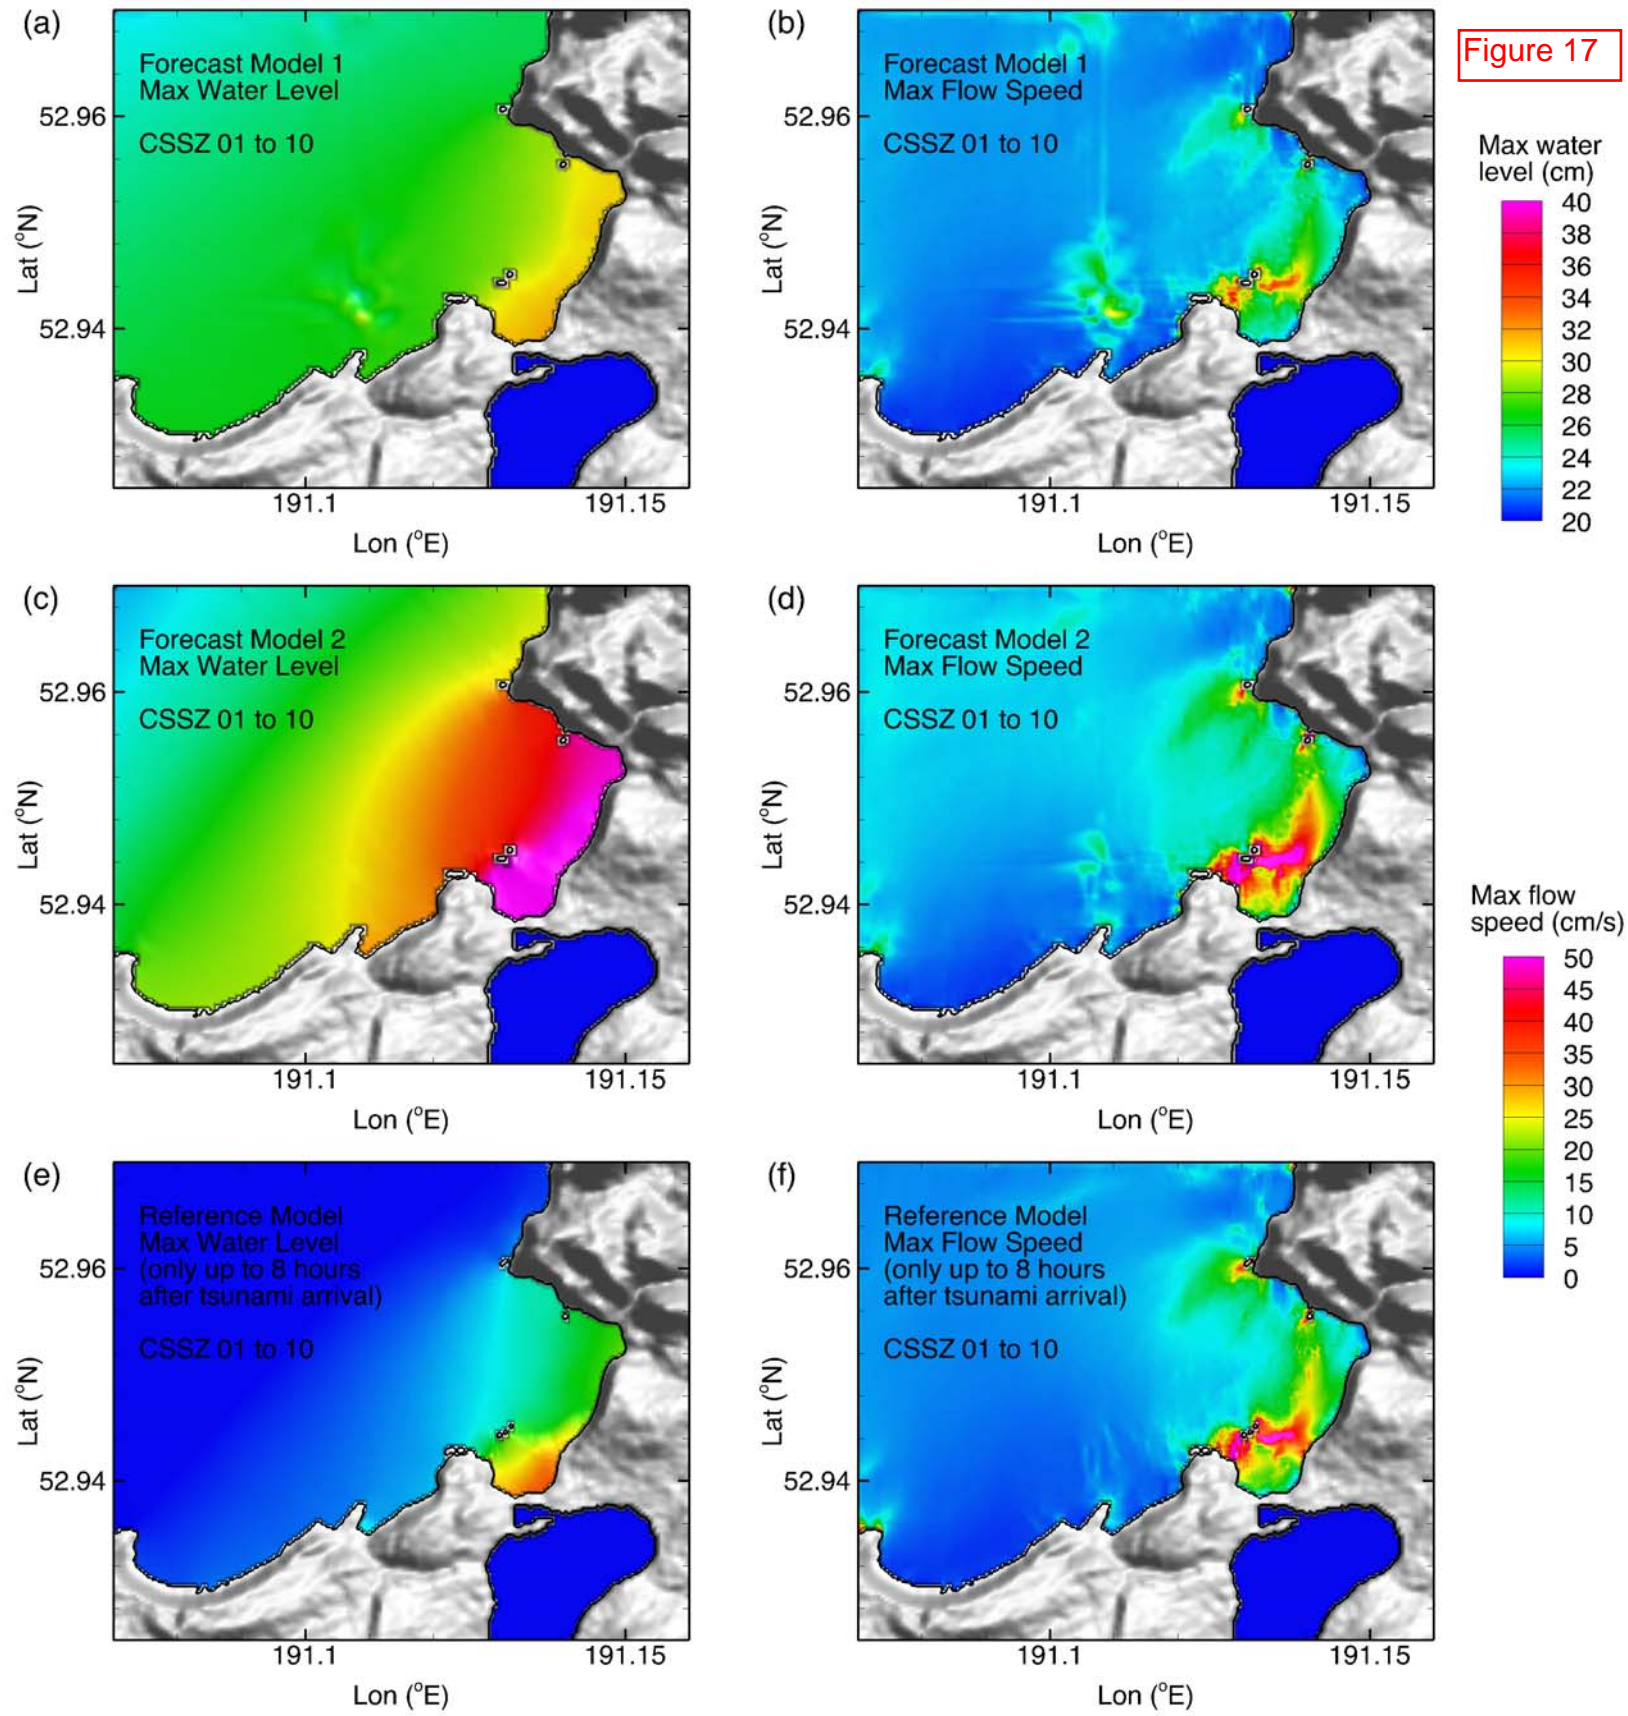 (a)
Forecast Model 1
Max Water Level
CSSZ 01 to 10
52.96
52.94
Lat (°N)
191.1
191.15
Lon (°E)
(b)
Forecast Model 1
Max Flow Speed
CSSZ 01 to 10
52.96
52.94
Lat (°N)
191.1
191.15
Lon (°E)
Figure 17
Max water
level (cm)
40
38
36
34
32
30
28
26
24
22
20
(c)
Forecast Model 2
Max Water Level
CSSZ 01 to 10
52.96
52.94
Lat (°N)
191.1
191.15
Lon (°E)
(d)
Forecast Model 2
Max Flow Speed
CSSZ 01 to 10
52.96
52.94
Lat (°N)
191.1
191.15
Lon (°E)
Max flow
speed (cm/s)
50
45
40
35
30
25
20
15
10
5
0
(e)
Reference Model
Max Water Level
(only up to 8 hours
after tsunami arrival)
CSSZ 01 to 10
52.96
52.94
Lat (°N)
191.1
191.15
Lon (°E)
(f)
Reference Model
Max Flow Speed
(only up to 8 hours
after tsunami arrival)
CSSZ 01 to 10
52.96
52.94
Lat (°N)
191.1
191.15
Lon (°E)